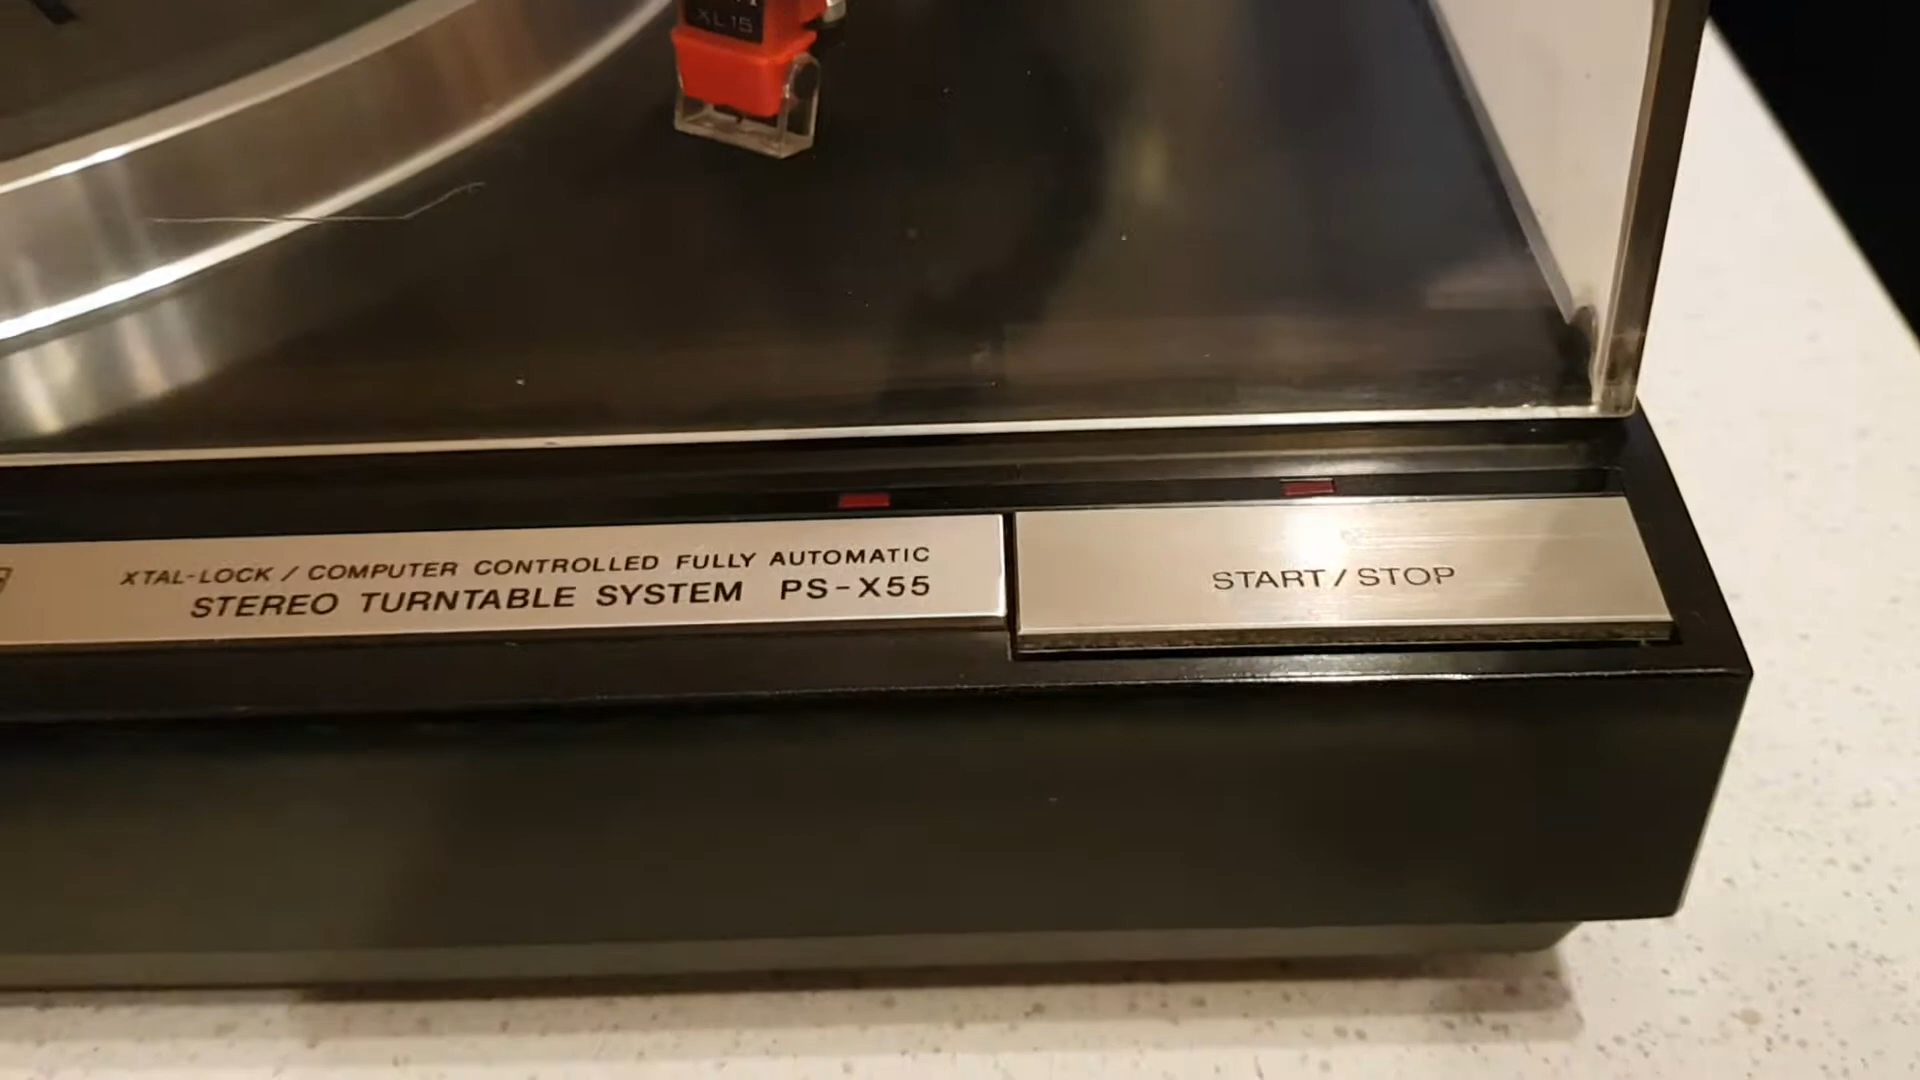 XL15
XTAL-LOCK / COMPUTER CONTROLLED FULLY AUTOMATIC
STEREO TURNTABLE SYSTEM PS-X55
START / STOP